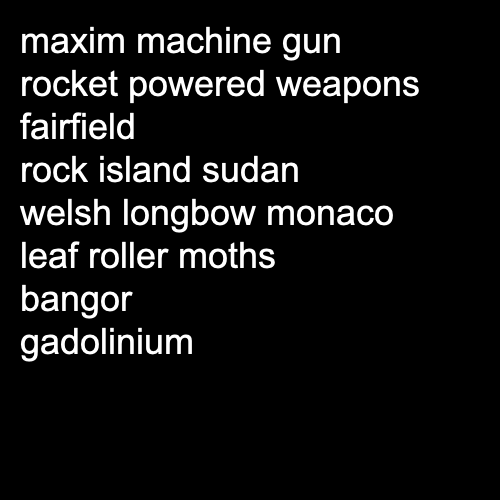 maxim machine gun
rocket powered weapons
fairfield
rock island sudan
welsh longbow monaco
leaf roller moths
bangor
gadolinium